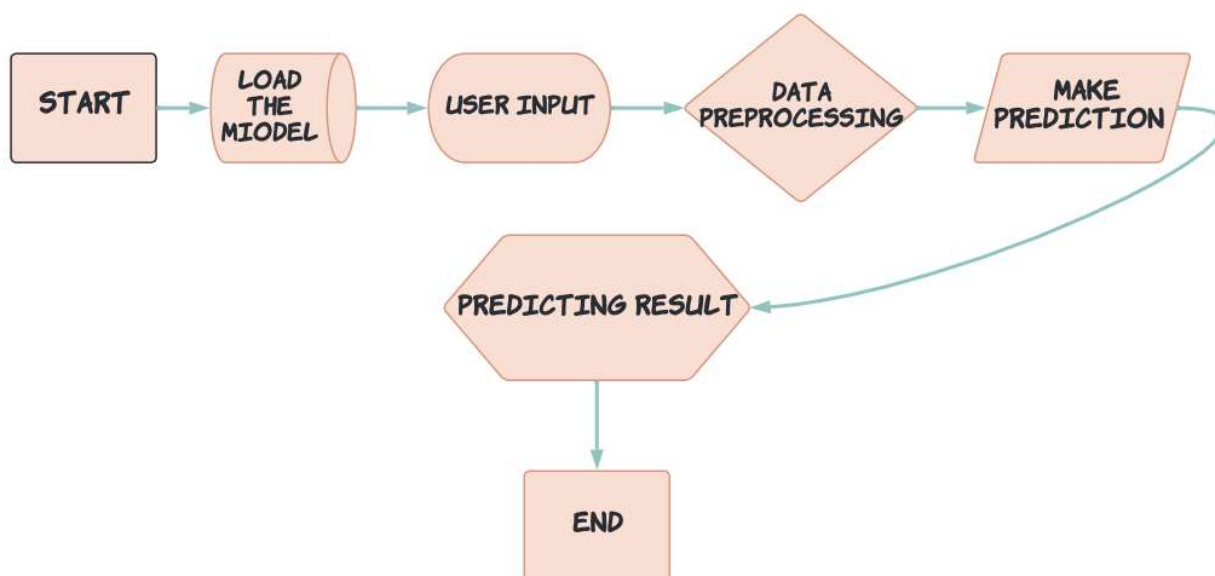 START
LOAD
THE
MIODEL
USER INPUT
DATA
PREPROCESSING
MAKE
PREDICTION
PREDICTING RESULT
END